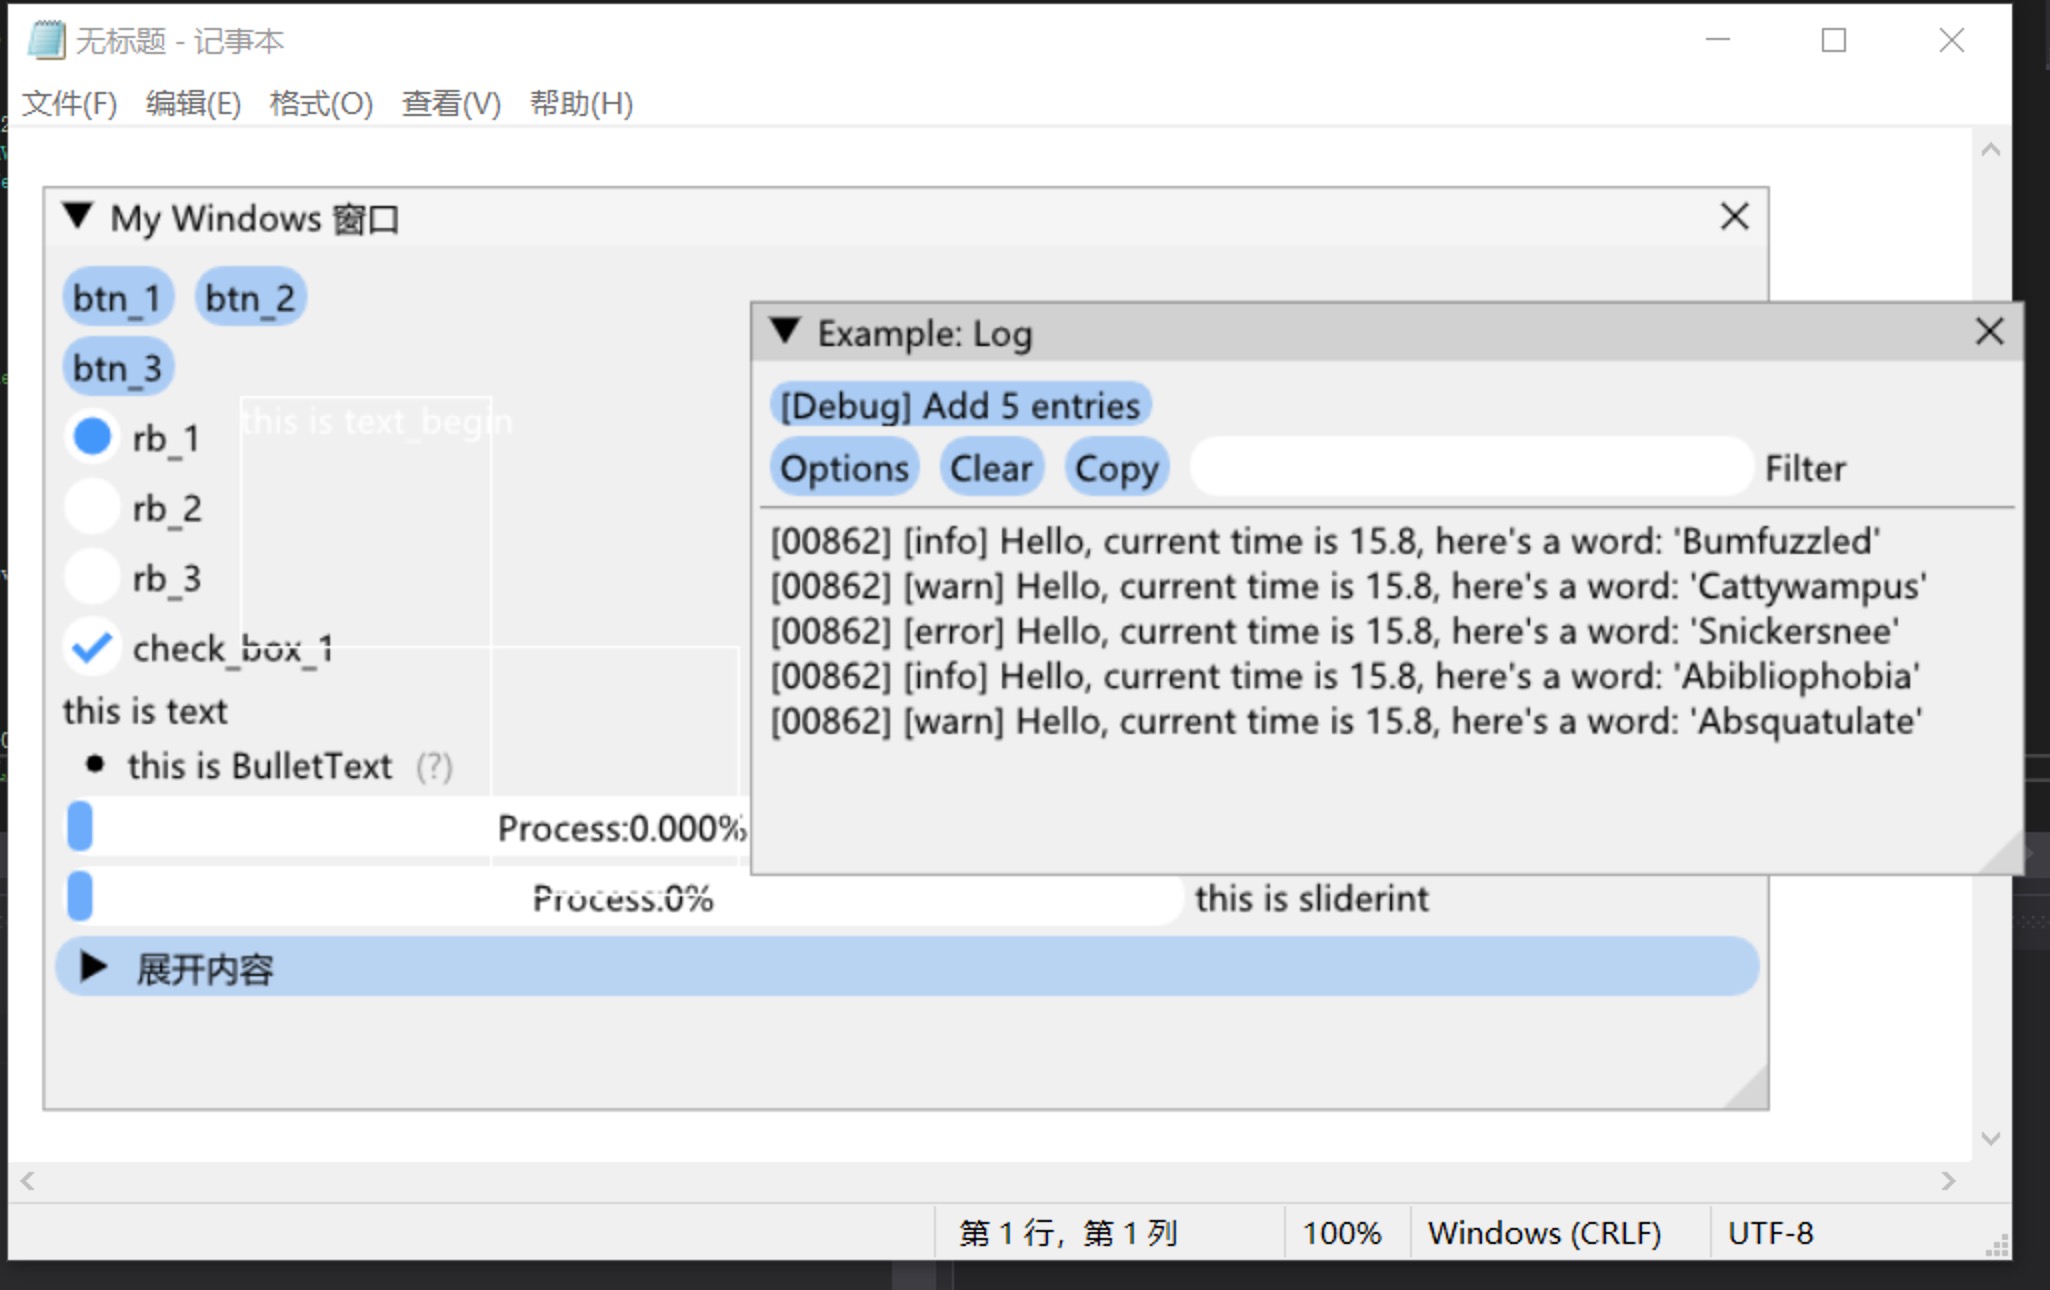 无标题 - 记事本
文件(F) 编辑(E) 格式(O) 查看(V) 帮助(H)
My Windows 窗口
btn_1 btn_2
btn_3
this is text_begin
rb_1
rb_2
rb_3
check_box_1
this is text
this is BulletText (?)
Process:0.000%
Process:0% this is sliderint
展开内容
Example: Log
[Debug] Add 5 entries
Options Clear Copy Filter
[00862] [info] Hello, current time is 15.8, here's a word: 'Bumfuzzled'
[00862] [warn] Hello, current time is 15.8, here's a word: 'Cattywampus'
[00862] [error] Hello, current time is 15.8, here's a word: 'Snickersnee'
[00862] [info] Hello, current time is 15.8, here's a word: 'Abibliophobia'
[00862] [warn] Hello, current time is 15.8, here's a word: 'Absquatulate'
第 1 行，第 1 列 100% Windows (CRLF) UTF-8